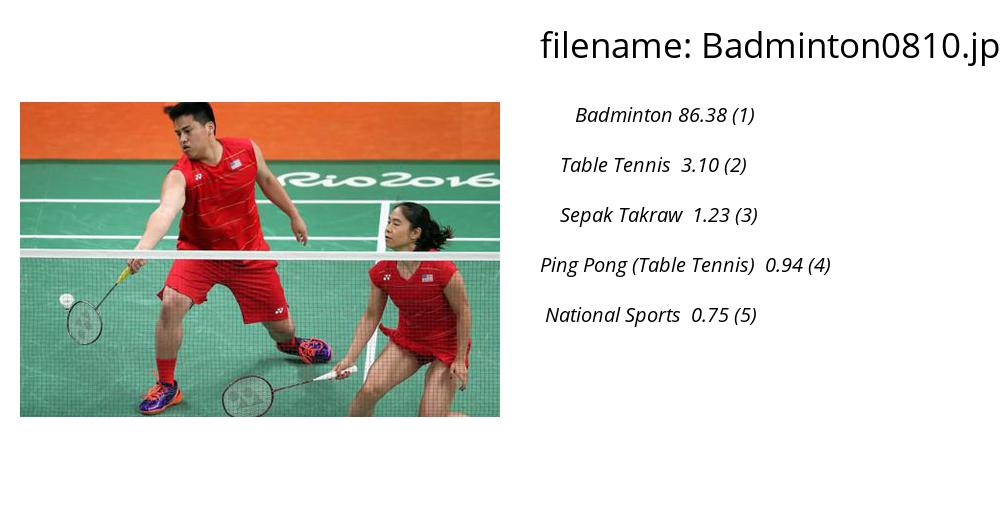 filename: Badminton0810.jp
Badminton 86.38 (1)
Table Tennis 3.10 (2)
Rio2016
Sepak Takraw 1.23 (3)
Ping Pong (Table Tennis) 0.94 (4)
National Sports 0.75 (5)